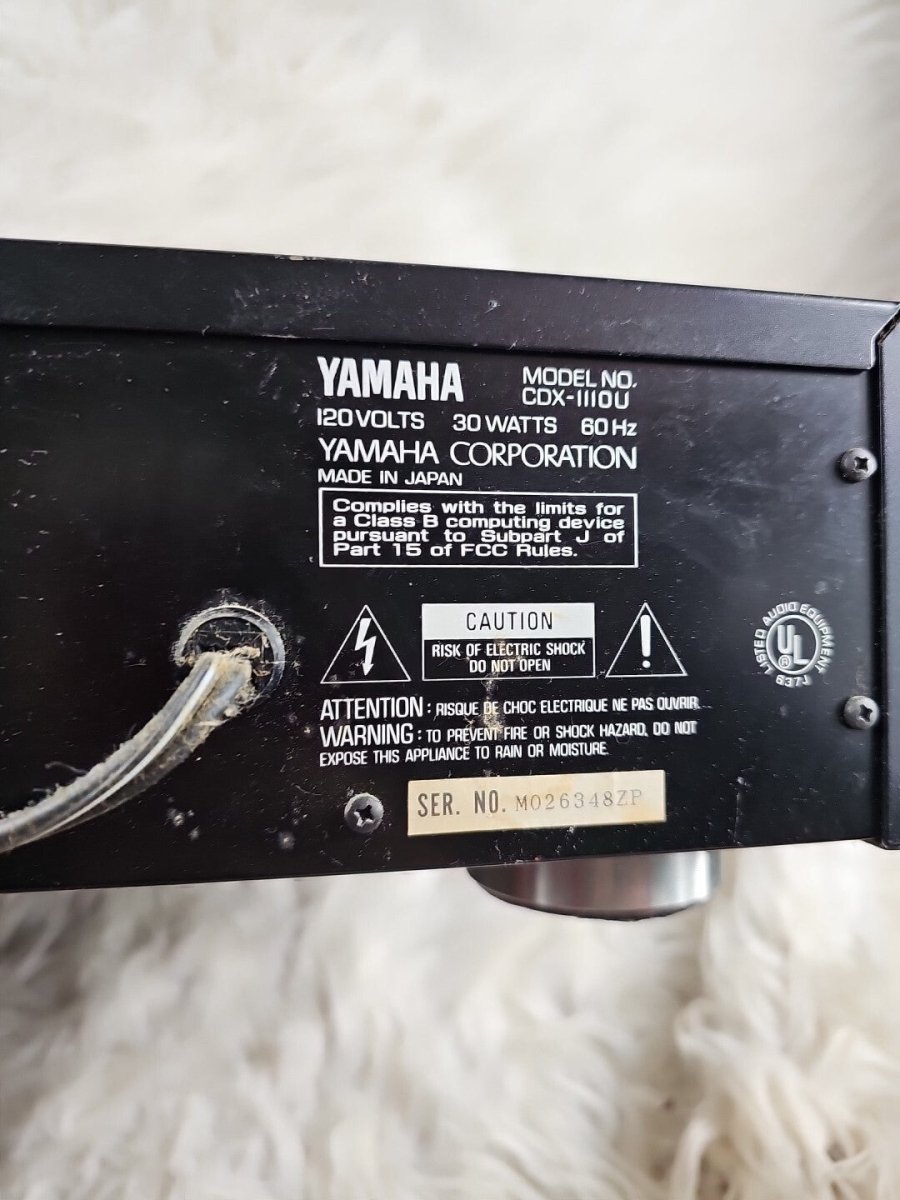 YAMAHA
MODEL NO.
CDX-1110U
120 VOLTS 30 WATTS 60 Hz
YAMAHA CORPORATION
MADE IN JAPAN
Complies with the limits for
a Class B computing device
pursuant to Subpart J of
Part 15 of FCC Rules.
CAUTION
RISK OF ELECTRIC SHOCK
DO NOT OPEN
LISTED AUDIO EQUIPMENT
UL
®
637J
ATTENTION : RISQUE DE CHOC ELECTRIQUE NE PAS OUVRIR.
WARNING : TO PREVENT FIRE OR SHOCK HAZARD, DO NOT
EXPOSE THIS APPLIANCE TO RAIN OR MOISTURE.
SER. NO. M026348ZP